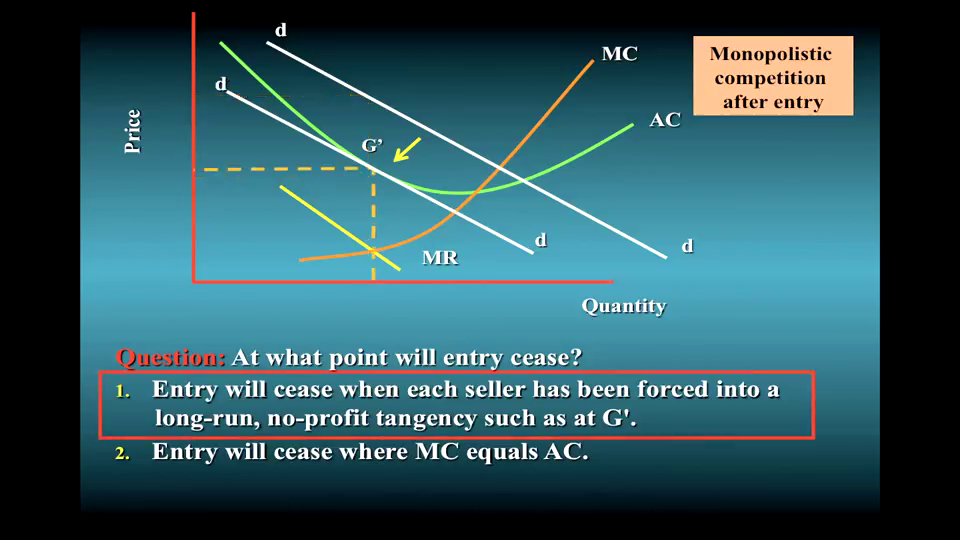 d
MC
Monopolistic
competition
after entry
d
AC
Price
G’
d
d
MR
Quantity
Question: At what point will entry cease?
1. Entry will cease when each seller has been forced into a
long-run, no-profit tangency such as at G'.
2. Entry will cease where MC equals AC.